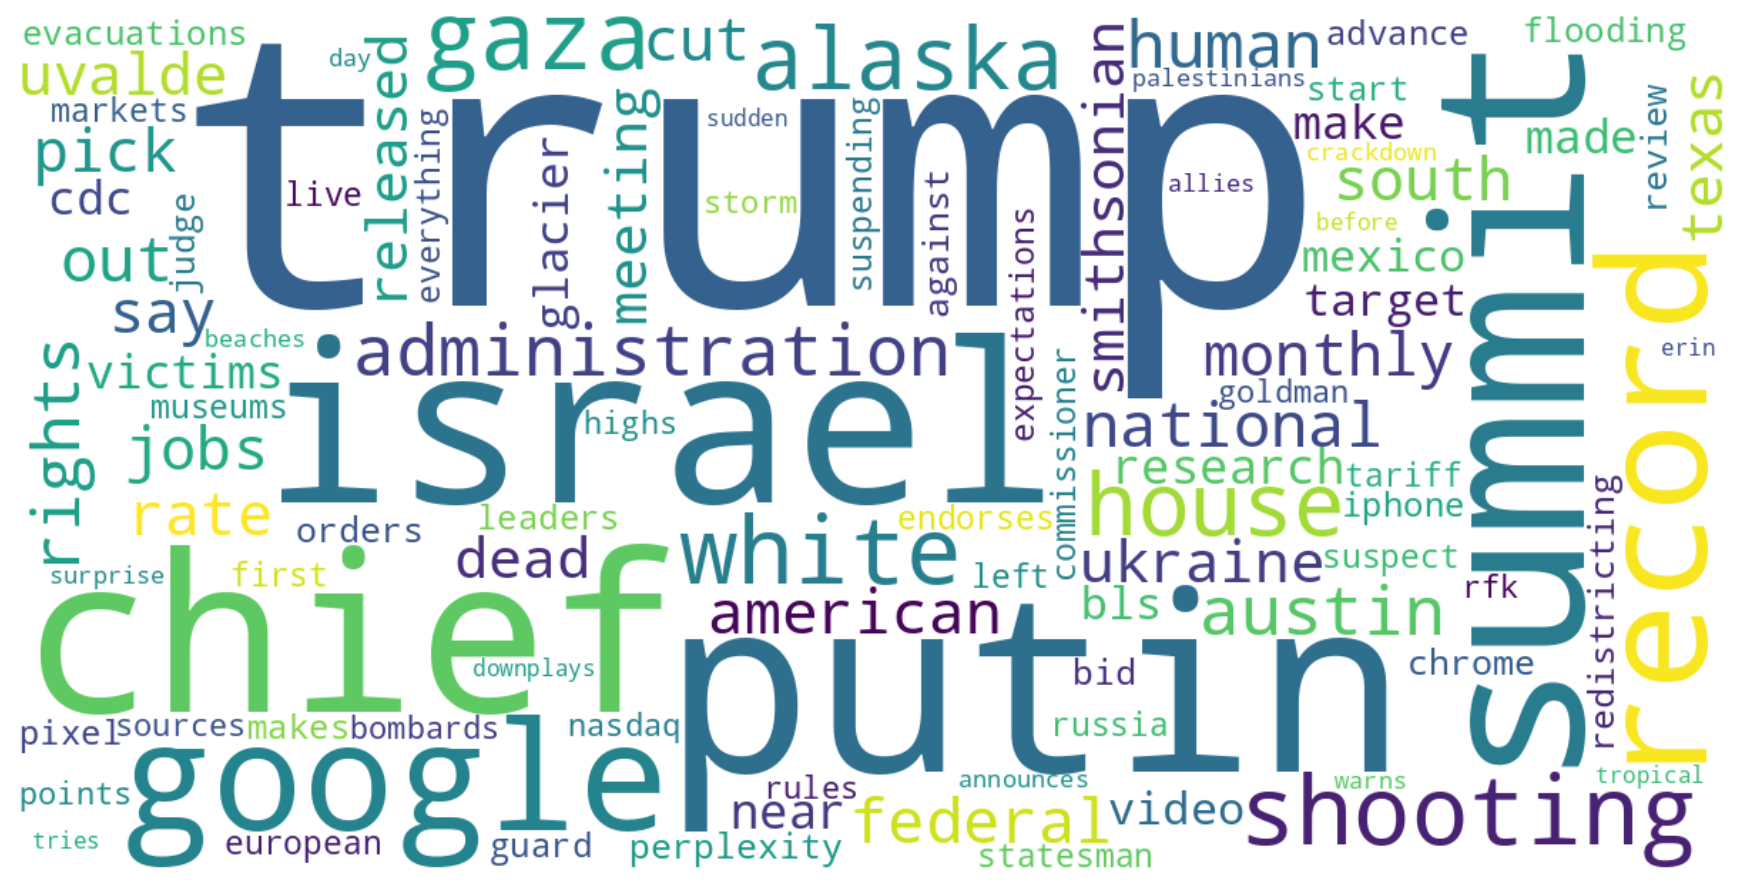 evacuations
uvalde
markets
pick
cdc
judge
out
say
beaches
rights
victims
museums
jobs
rate
orders
surprise
first
trump
day
live
released
everything
gaza
glacier
cut
meeting
alaska
sudden
storm
suspending
against
expectations
smithsonian
human
advance
palestinians
start
make
crackdown
allies
south
before
mexico
target
flooding
made
review
texas
summit
record
erin
administration
israel
highs
commissioner
monthly
goldman
national
research
tariff
house
iphone
leaders
endorses
dead
white
left
ukraine
suspect
american
bls
austin
rfk
redistricting
chief
downplays
putin
bid
chrome
russia
pixel
sources
makes
bombards
nasdaq
google
points
tries
european
guard
rules
near
perplexity
announces
federal
statesman
video
warns
shooting
tropical